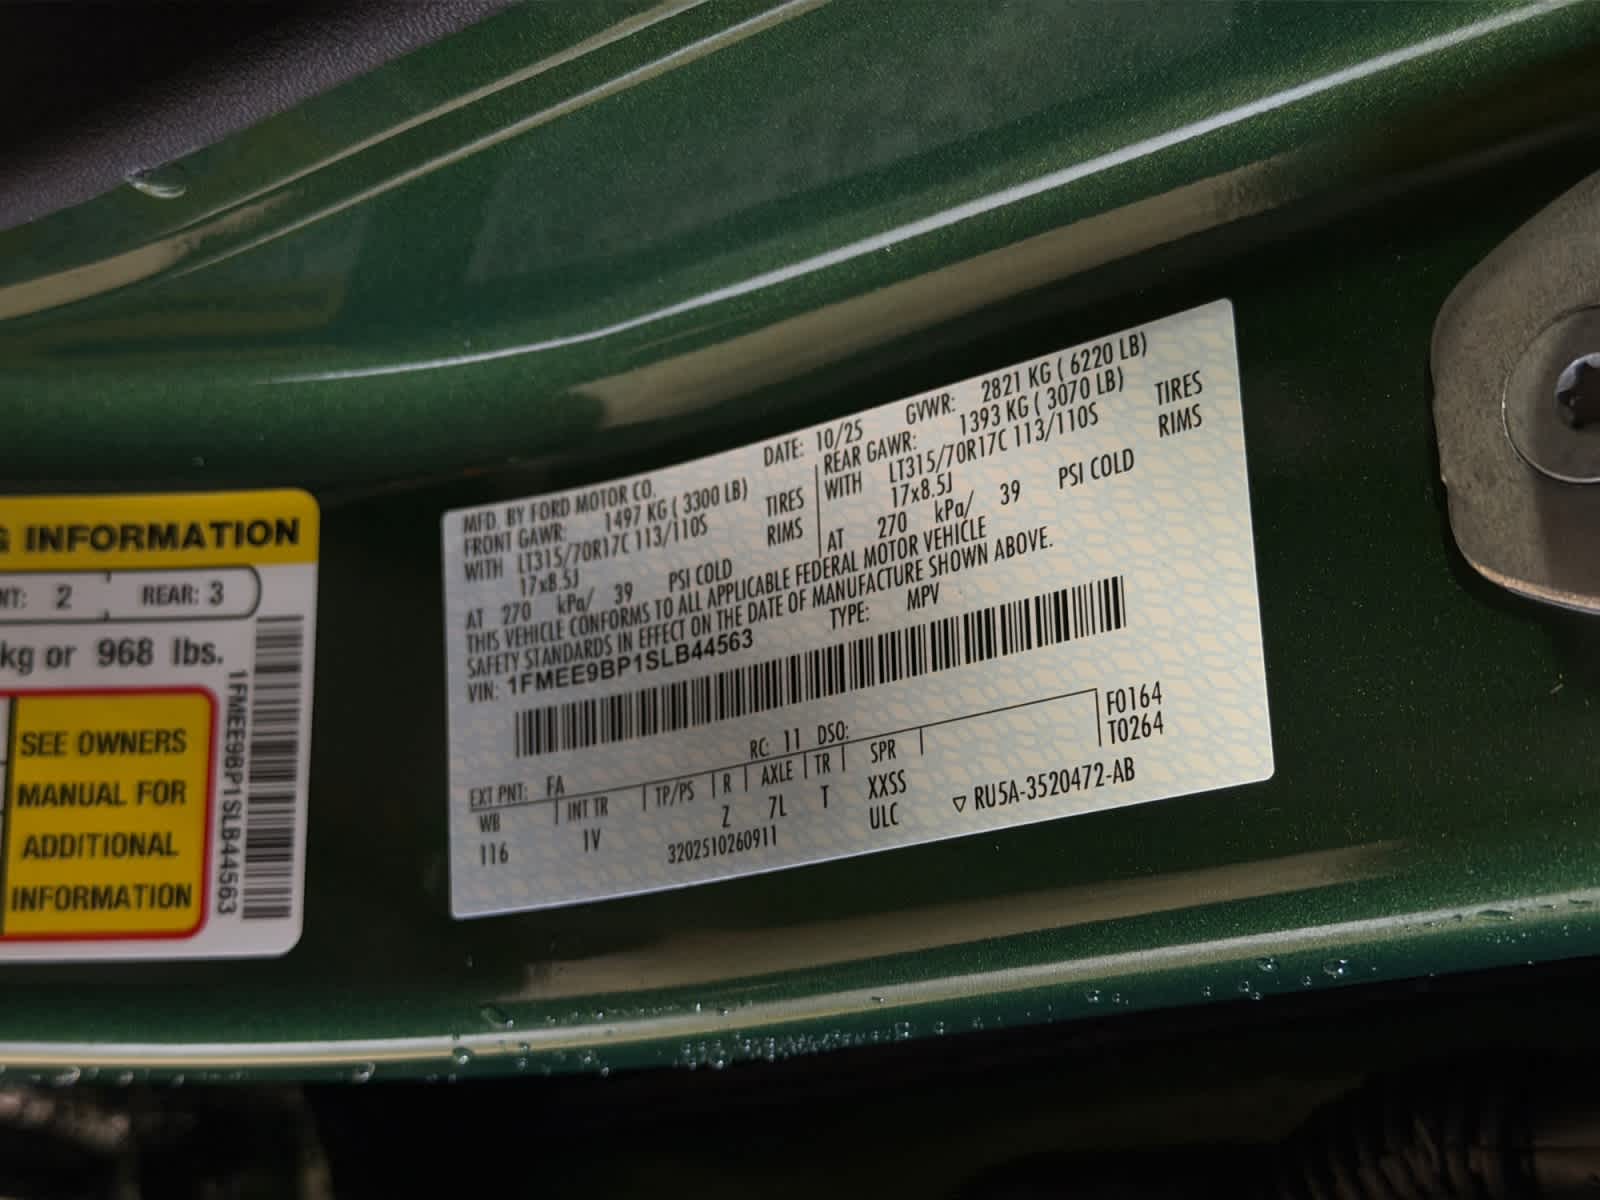 INFORMATION
NT: 2 REAR: 3
kg or 968 lbs.
SEE OWNERS
MANUAL FOR
ADDITIONAL
INFORMATION
1FMEE9BP1SLB44563
MFD. BY FORD MOTOR CO. DATE: 10/25 GVWR: 2821 KG ( 6220 LB)
FRONT GAWR: 1497 KG ( 3300 LB) REAR GAWR: 1393 KG ( 3070 LB)
WITH LT315/70R17C 113/110S TIRES WITH LT315/70R17C 113/110S TIRES
17x8.5J RIMS 17x8.5J RIMS
AT 270 kPa/ 39 PSI COLD AT 270 kPa/ 39 PSI COLD
THIS VEHICLE CONFORMS TO ALL APPLICABLE FEDERAL MOTOR VEHICLE
SAFETY STANDARDS IN EFFECT ON THE DATE OF MANUFACTURE SHOWN ABOVE.
VIN: 1FMEE9BP1SLB44563 TYPE: MPV
F0164
T0264
EXT PNT: FA RC: 11 DSO:
WB INT TR TP/PS R AXLE TR SPR
116 1V Z 7L T XXSS
ULC
3202510260911
▽ RU5A-3520472-AB